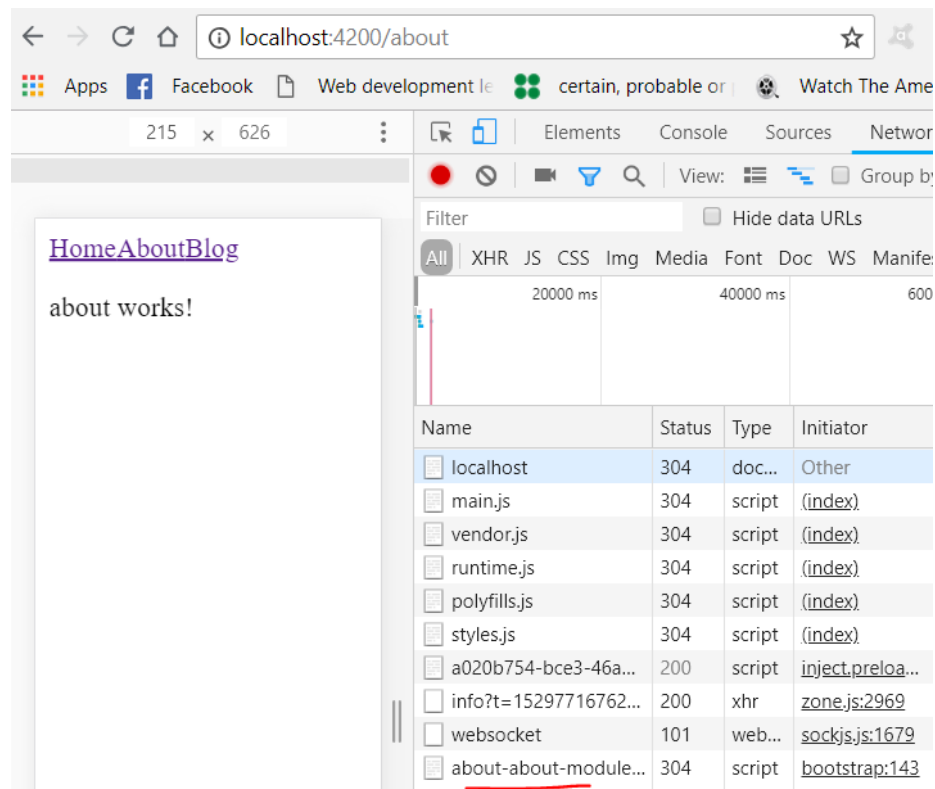 localhost:4200/about
Apps Facebook Web development le certain, probable or Watch The Ame
215 x 626 Elements Console Sources Networ
View: Group by
Filter Hide data URLs
All XHR JS CSS Img Media Font Doc WS Manifes
20000 ms 40000 ms 600
HomeAboutBlog
about works!
Name Status Type Initiator
localhost 304 doc... Other
main.js 304 script (index)
vendor.js 304 script (index)
runtime.js 304 script (index)
polyfills.js 304 script (index)
styles.js 304 script (index)
a020b754-bce3-46a... 200 script inject.preloa...
info?t=15297716762... 200 xhr zone.js:2969
websocket 101 web... sockjs.js:1679
about-about-module... 304 script bootstrap:143